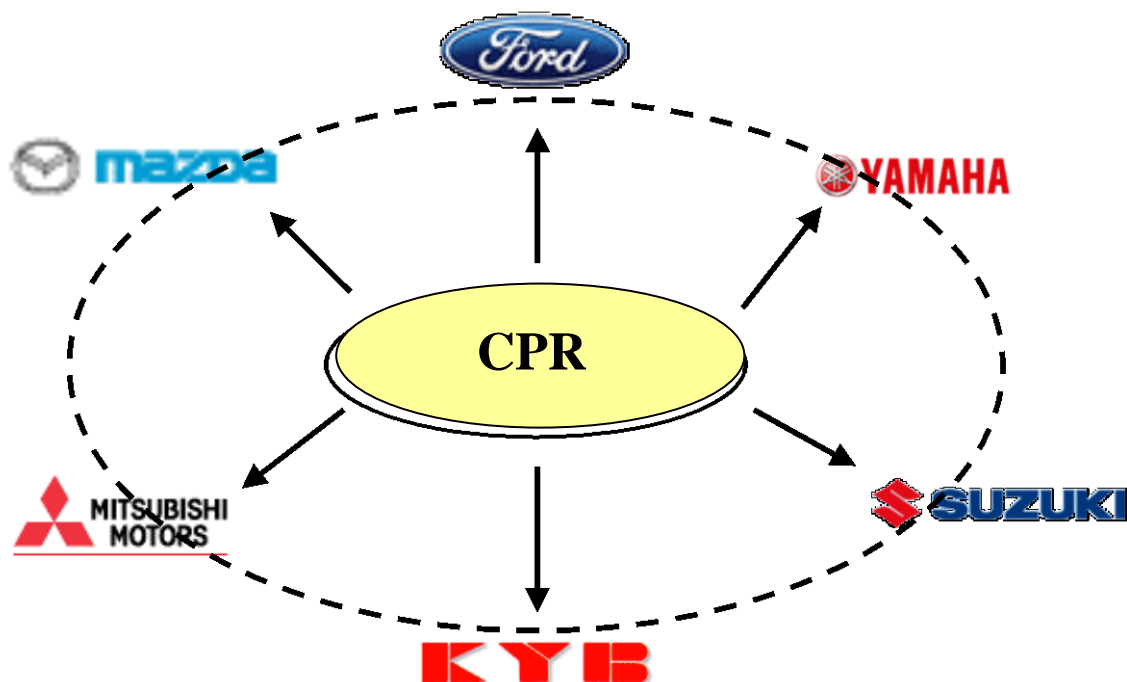 Ford
mazda
YAMAHA
CPR
MITSUBISHI
MOTORS
SUZUKI
KYB